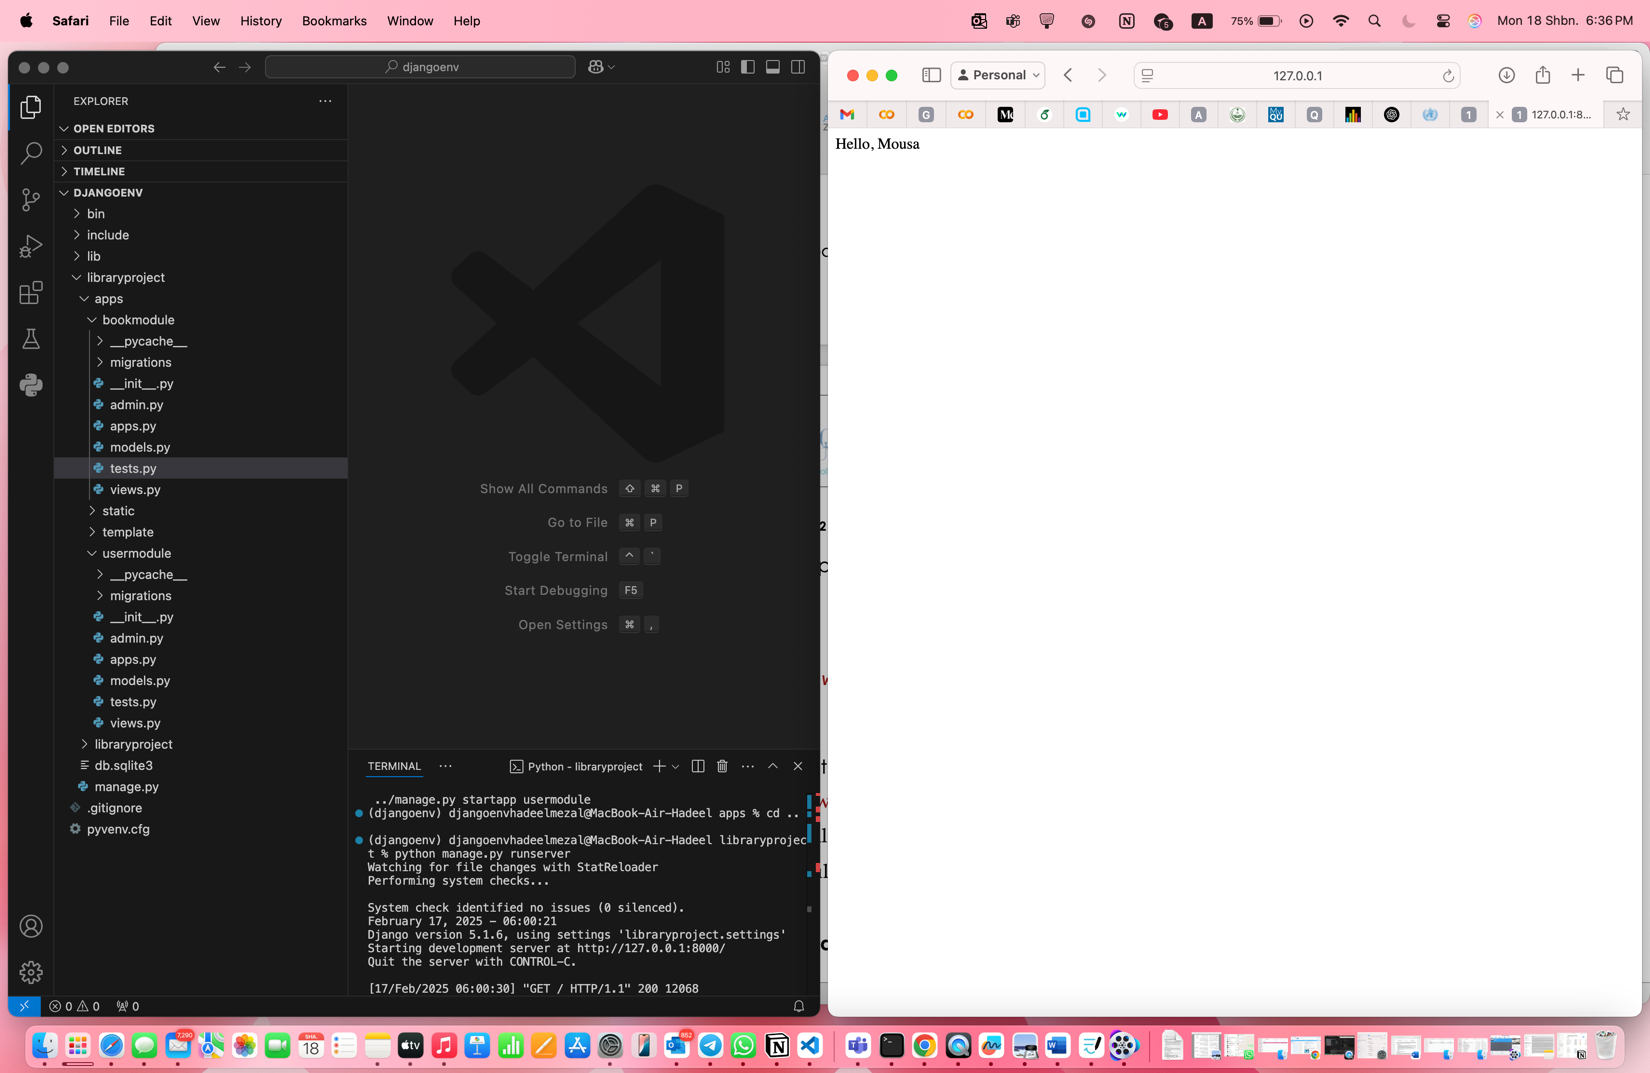 Safari File Edit View History Bookmarks Window Help
75% Mon 18 Shbn. 6:36 PM
djangoenv
EXPLORER
OPEN EDITORS
OUTLINE
TIMELINE
DJANGOENV
bin
include
lib
libraryproject
apps
bookmodule
__pycache__
migrations
__init__.py
admin.py
apps.py
models.py
tests.py
views.py
static
template
usermodule
__pycache__
migrations
__init__.py
admin.py
apps.py
models.py
tests.py
views.py
libraryproject
db.sqlite3
manage.py
.gitignore
pyvenv.cfg
Show All Commands ⇧ ⌘ P
Go to File ⌘ P
Toggle Terminal ^ `
Start Debugging F5
Open Settings ⌘ ,
TERMINAL
Python - libraryproject
../manage.py startapp usermodule
(djangoenv) djangoenvhadeelmezal@MacBook-Air-Hadeel apps % cd ..
(djangoenv) djangoenvhadeelmezal@MacBook-Air-Hadeel libraryprojec
t % python manage.py runserver
Watching for file changes with StatReloader
Performing system checks...
System check identified no issues (0 silenced).
February 17, 2025 - 06:00:21
Django version 5.1.6, using settings 'libraryproject.settings'
Starting development server at http://127.0.0.1:8000/
Quit the server with CONTROL-C.
[17/Feb/2025 06:00:30] "GET / HTTP/1.1" 200 12068
0 0 0
Personal
127.0.0.1
127.0.0.1:8...
Hello, Mousa
7,290
SHA.
18
tv
852